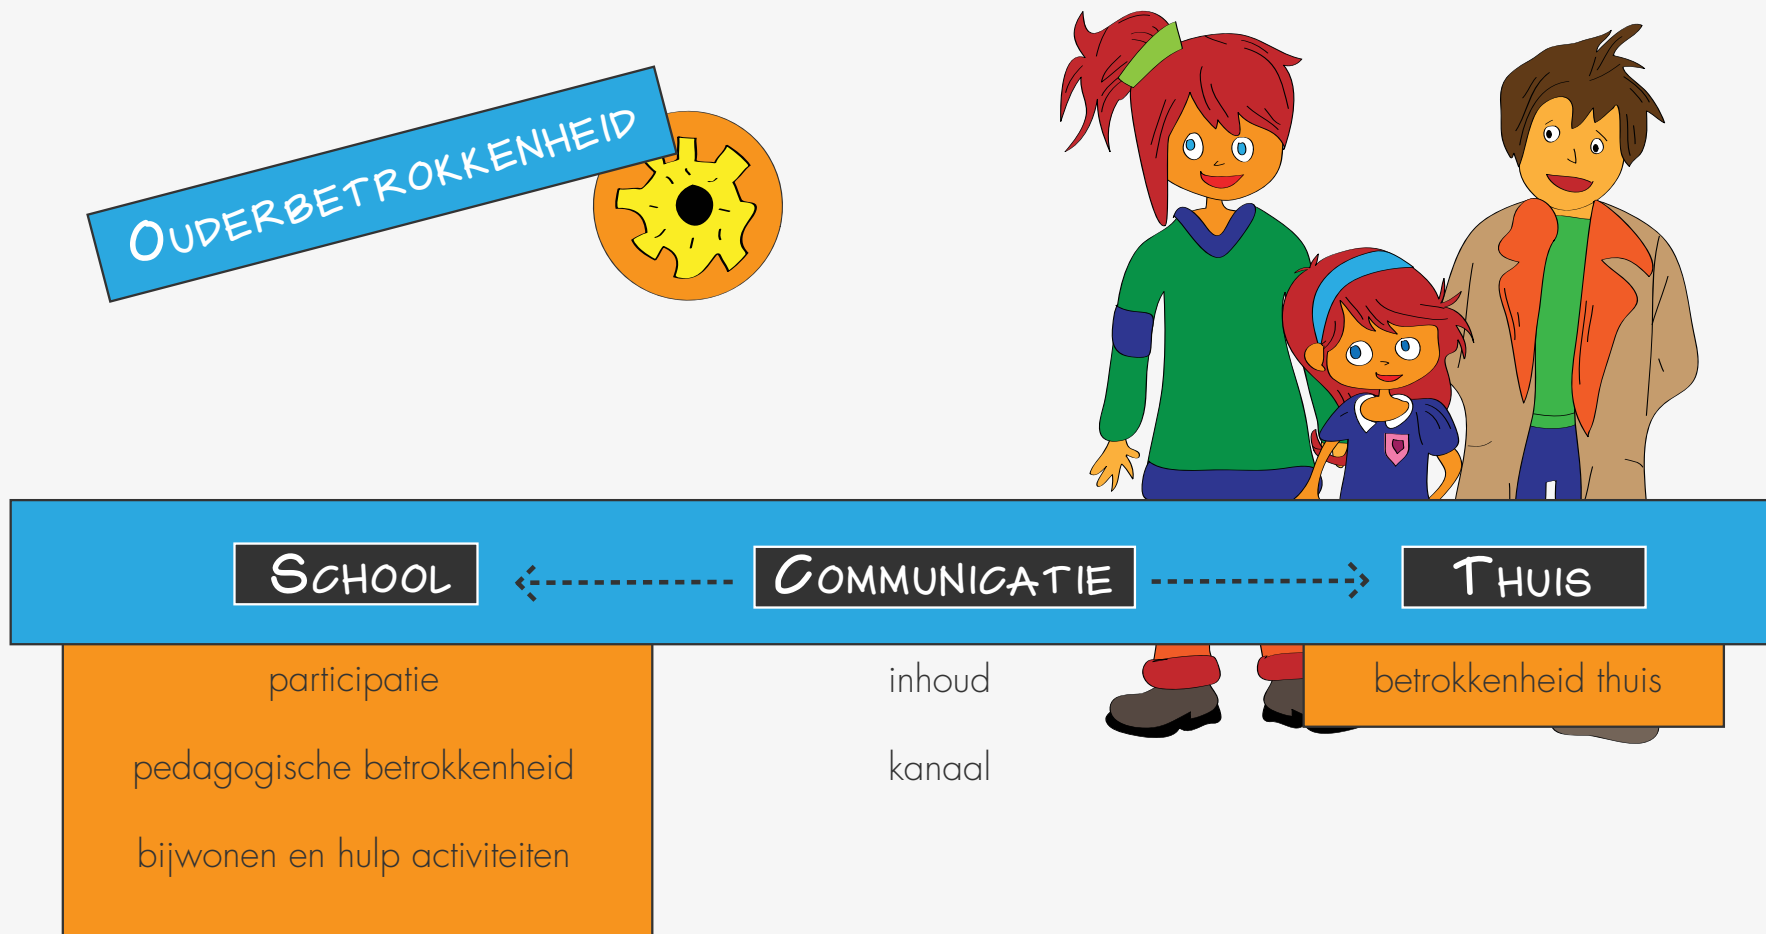 OUDERBETROKKENHEID
SCHOOL
COMMUNICATIE
THUIS
participatie
inhoud
betrokkenheid thuis
pedagogische betrokkenheid
kanaal
bijwonen en hulp activiteiten